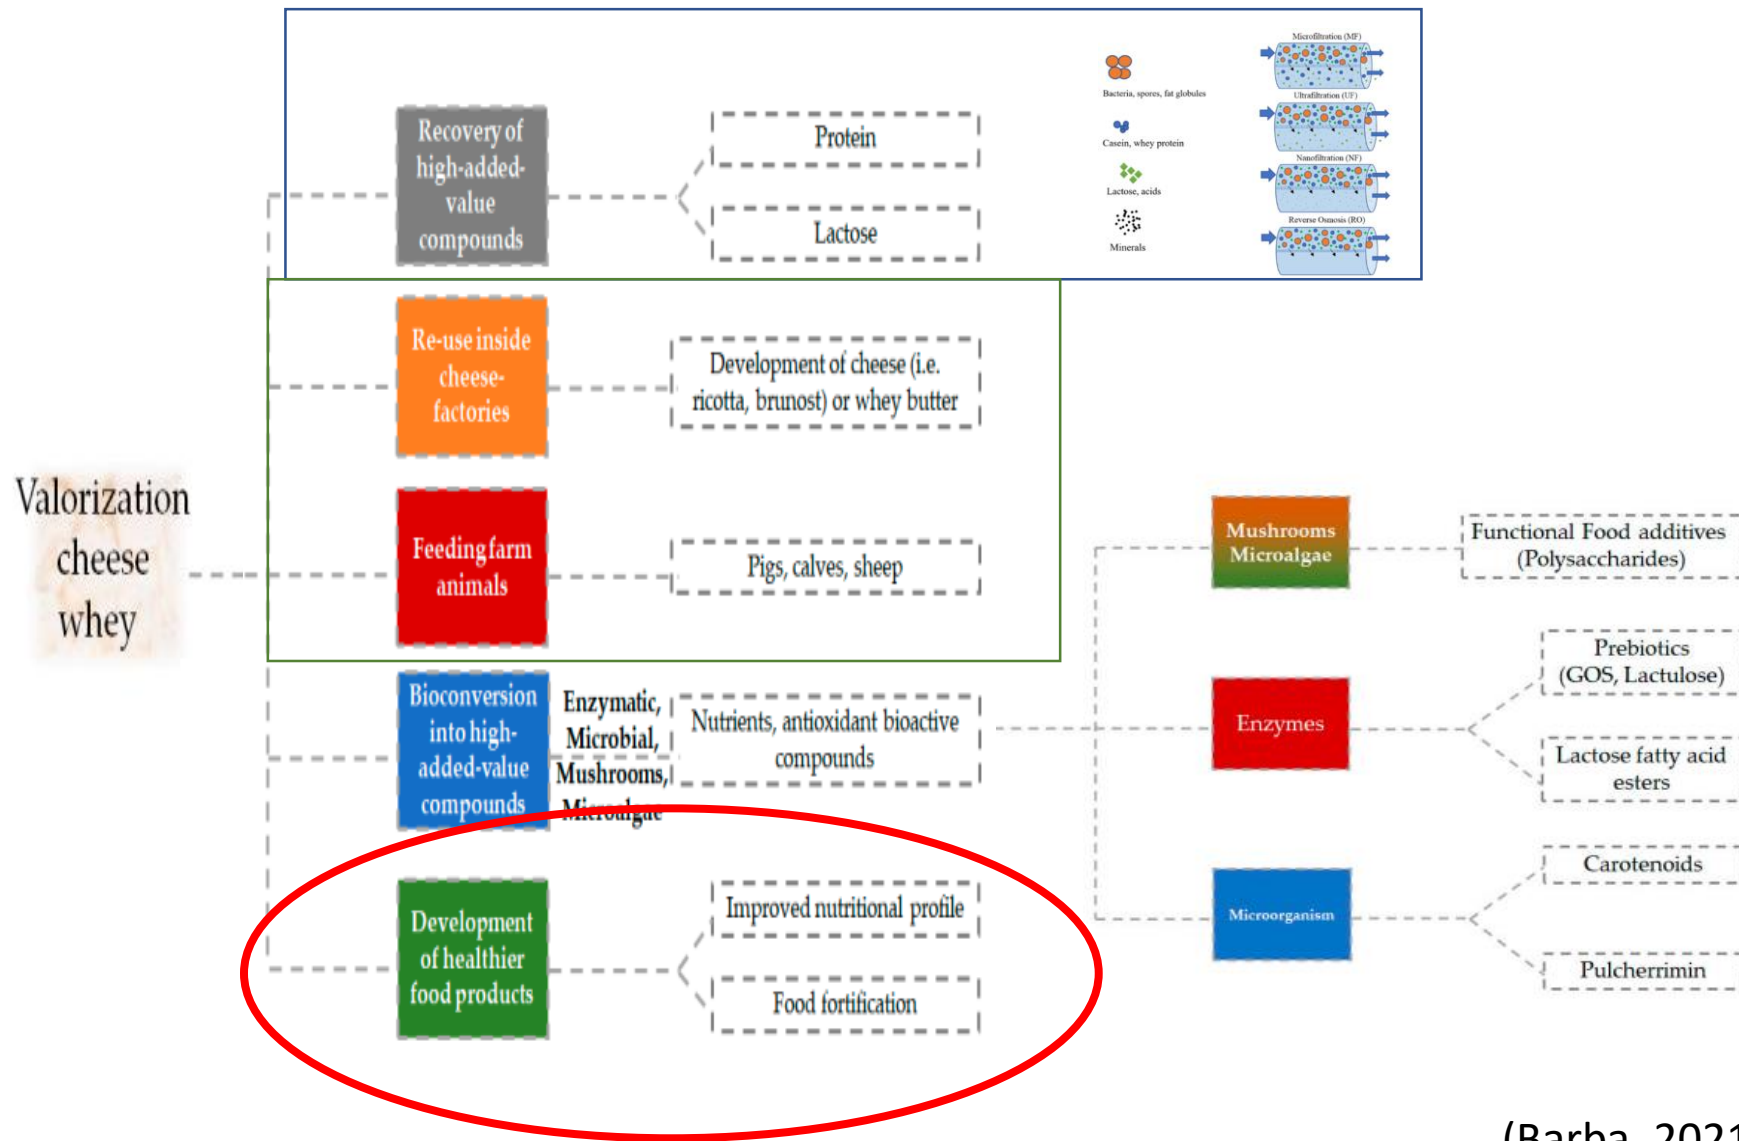 Valorization
cheese
whey
Recovery of
high-added-
value
compounds
Protein
Lactose
Bacteria, spores, fat globules
Casein, whey protein
Lactose, acids
Minerals
Microfiltration (MF)
Ultrafiltration (UF)
Nanofiltration (NF)
Reverse Osmosis (RO)
Re-use inside
cheese-
factories
Development of cheese (i.e.
ricotta, brunost) or whey butter
Feeding farm
animals
Pigs, calves, sheep
Bioconversion
into high-
added-value
compounds
Enzymatic,
Microbial,
Mushrooms,
Microalgae
Nutrients, antioxidant bioactive
compounds
Mushrooms
Microalgae
Functional Food additives
(Polysaccharides)
Enzymes
Prebiotics
(GOS, Lactulose)
Lactose fatty acid
esters
Microorganism
Carotenoids
Pulcherrimin
Development
of healthier
food products
Improved nutritional profile
Food fortification
(Barba, 2021